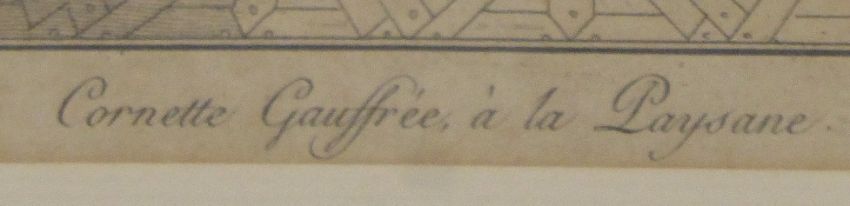 Cornette Gauffrée, à la Paysane.